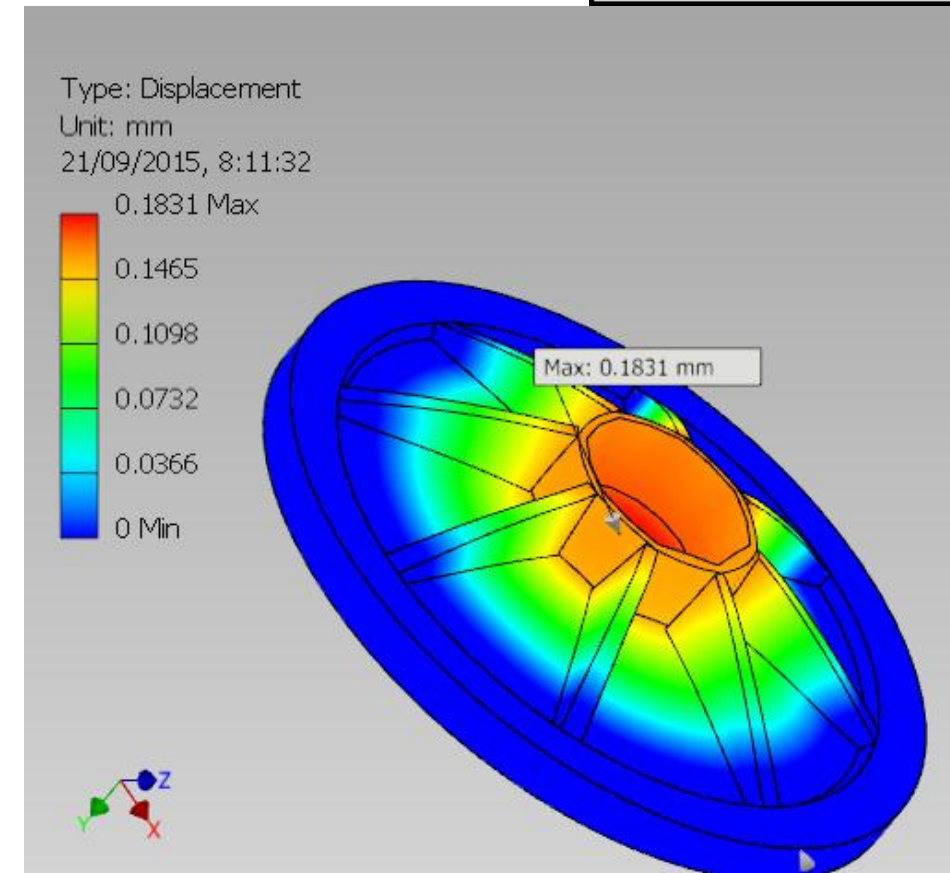 Type: Displacement
Unit: mm
21/09/2015, 8:11:32
0.1831 Max
0.1465
0.1098
0.0732
0.0366
0 Min
Max: 0.1831 mm
Z
Y
X